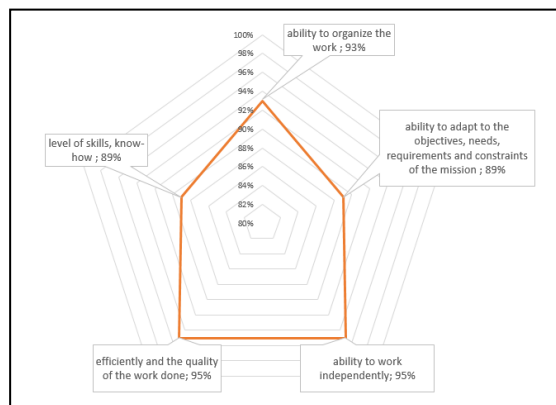 100%
ability to organize the
work ; 93%
98%
96%
94%
92%
90%
88%
86%
84%
82%
80%
level of skills, know-
how ; 89%
ability to adapt to the
objectives, needs,
requirements and constraints
of the mission ; 89%
efficiently and the quality
of the work done; 95%
ability to work
independently; 95%